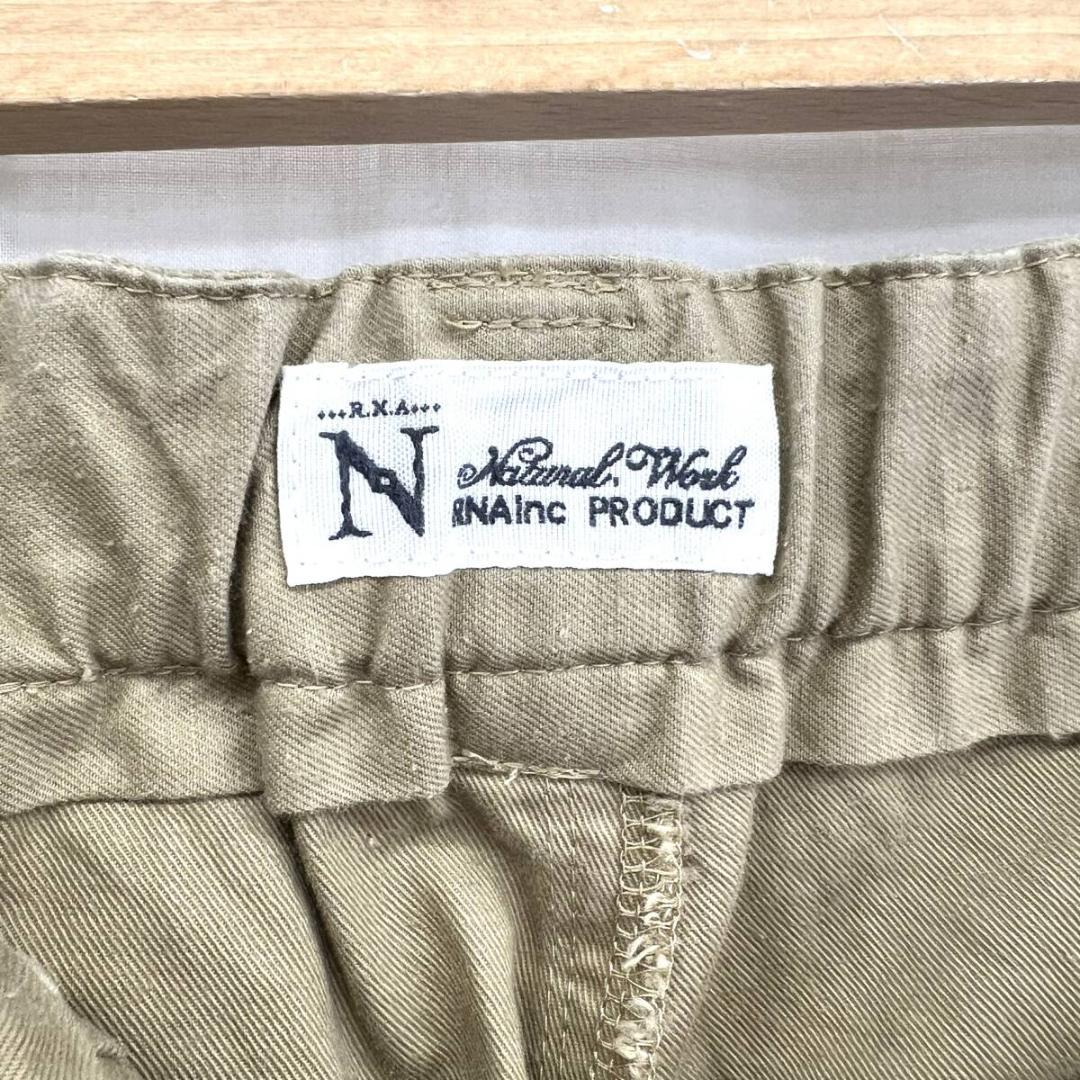 R.N.A
N
Natural. Work
RNAinc PRODUCT